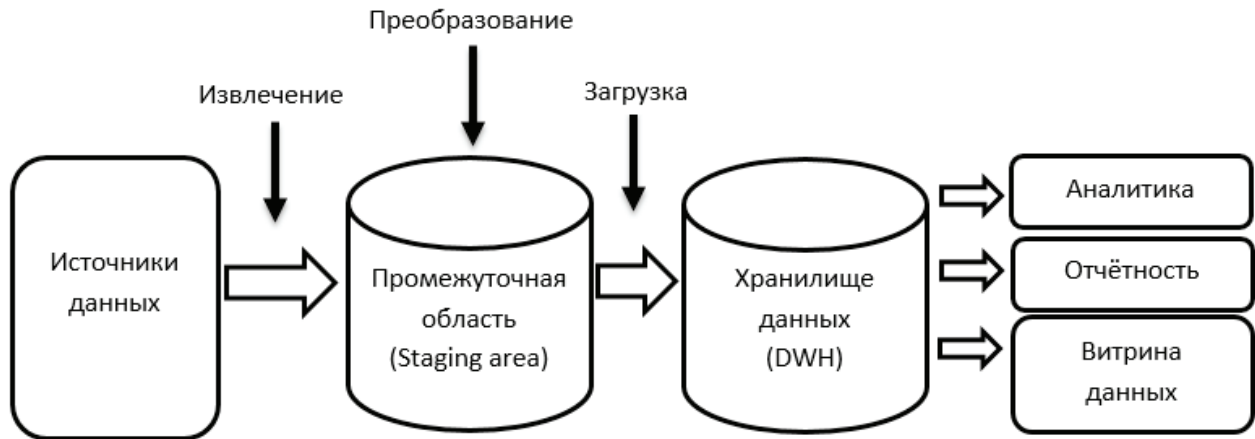 Преобразование
Извлечение
Загрузка
Источники
данных
Промежуточная
область
(Staging area)
Хранилище
данных
(DWH)
Аналитика
Отчётность
Витрина
данных